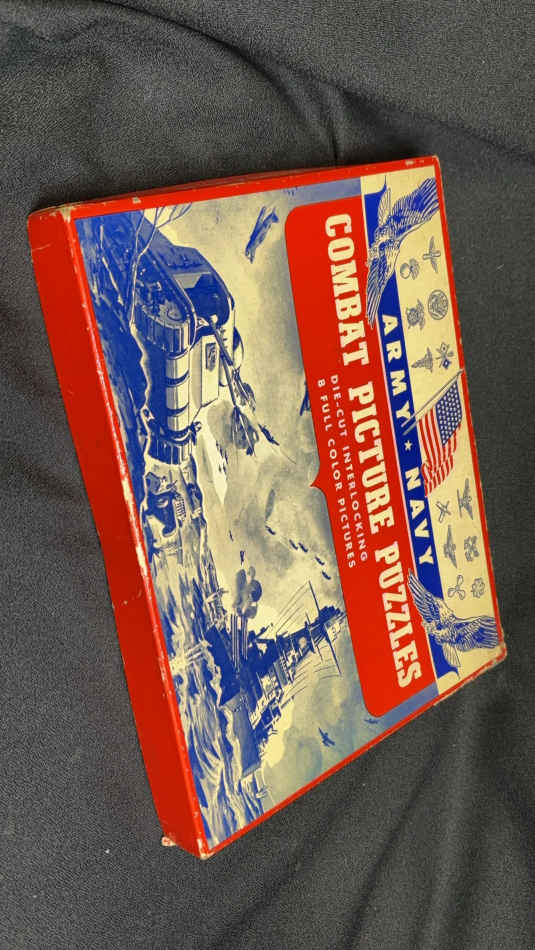 ARMY ★ NAVY
COMBAT PICTURE PUZZLES
DIE-CUT INTERLOCKING
8 FULL COLOR PICTURES